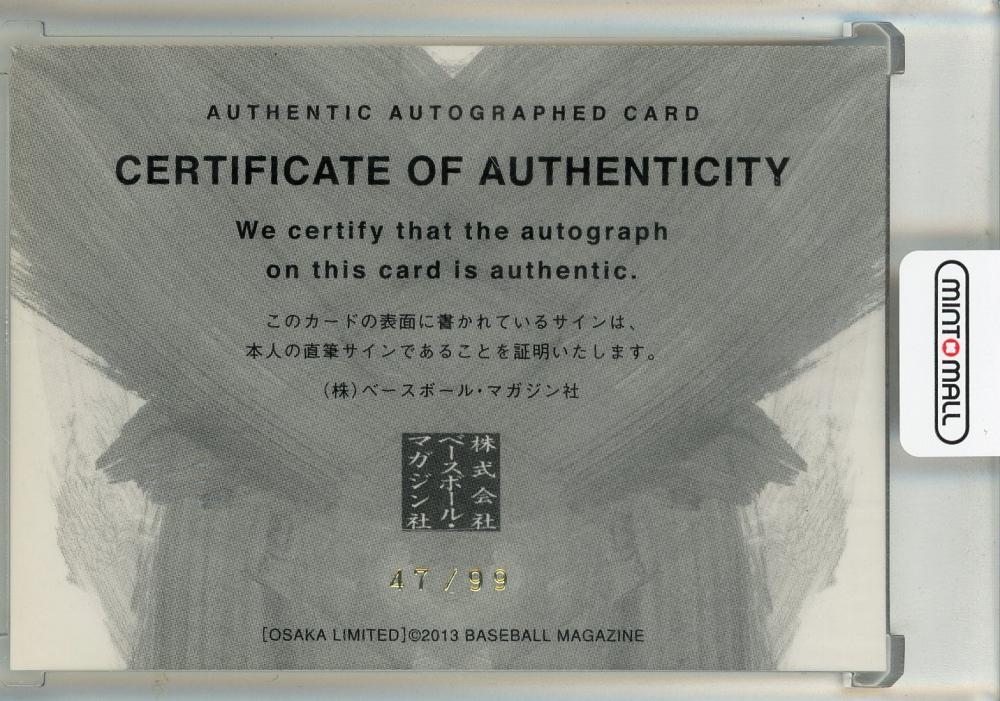 AUTHENTIC AUTOGRAPHED CARD
CERTIFICATE OF AUTHENTICITY
We certify that the autograph
on this card is authentic.
このカードの表面に書かれているサインは、
本人の直筆サインであることを証明いたします。
(株)ベースボール・マガジン社
株式会社
ベースボール・
マガジン社
47/99
[OSAKA LIMITED]©2013 BASEBALL MAGAZINE
MINT MALL